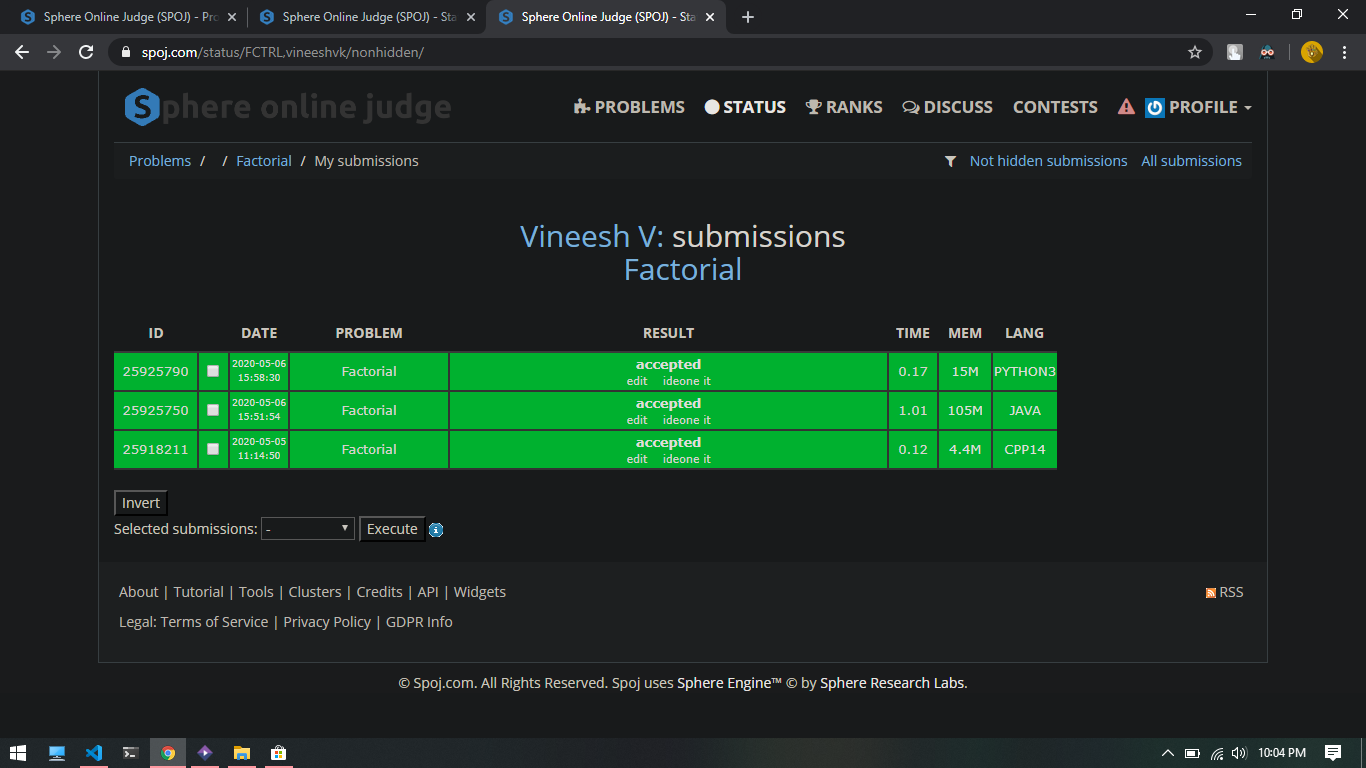 Sphere Online Judge (SPOJ) - Pro
Sphere Online Judge (SPOJ) - Sta
Sphere Online Judge (SPOJ) - Sta
spoj.com/status/FCTRL,vineeshvk/nonhidden/
Sphere online judge
PROBLEMS STATUS RANKS DISCUSS CONTESTS PROFILE
Problems / / Factorial / My submissions
Not hidden submissions All submissions
Vineesh V: submissions
Factorial
ID DATE PROBLEM RESULT TIME MEM LANG
25925790 2020-05-06 15:58:30 Factorial accepted edit ideone it 0.17 15M PYTHON3
25925750 2020-05-06 15:51:54 Factorial accepted edit ideone it 1.01 105M JAVA
25918211 2020-05-05 11:14:50 Factorial accepted edit ideone it 0.12 4.4M CPP14
Invert
Selected submissions: - Execute
About | Tutorial | Tools | Clusters | Credits | API | Widgets
RSS
Legal: Terms of Service | Privacy Policy | GDPR Info
© Spoj.com. All Rights Reserved. Spoj uses Sphere Engine™ © by Sphere Research Labs.
10:04 PM